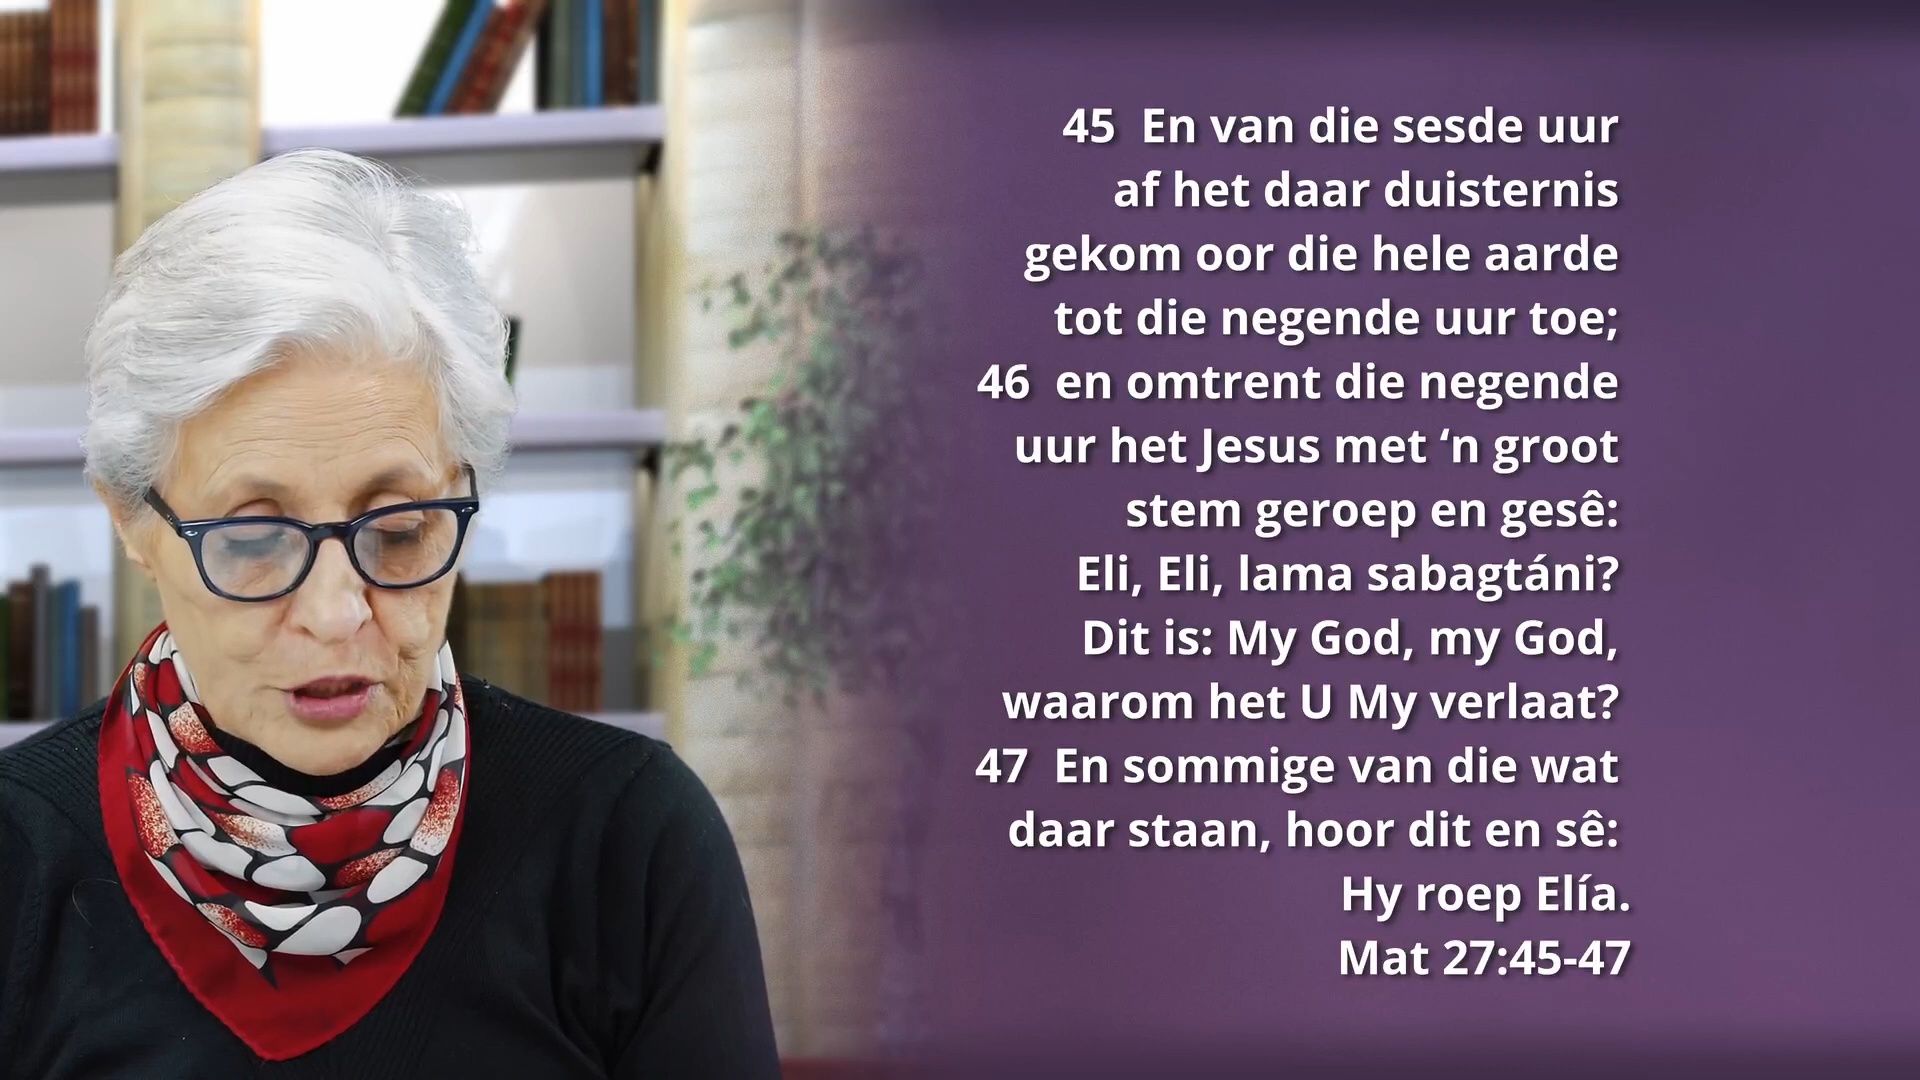 45  En van die sesde uur
af het daar duisternis
gekom oor die hele aarde
tot die negende uur toe;
46  en omtrent die negende
uur het Jesus met ‘n groot
stem geroep en gesê:
Eli, Eli, lama sabagtáni?
Dit is: My God, my God,
waarom het U My verlaat?
47  En sommige van die wat
daar staan, hoor dit en sê:
Hy roep Elía.
Mat 27:45-47